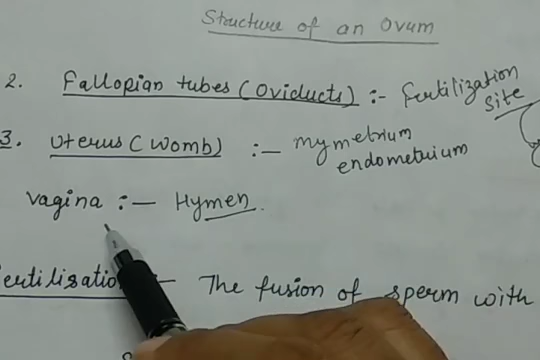 Structure of an Ovum
2. Fallopian tubes (Oviducts) :- fertilization site
3. Uterus (Womb) :- mymetrium
endometrium
Vagina :- Hymen.
:- The fusion of sperm with